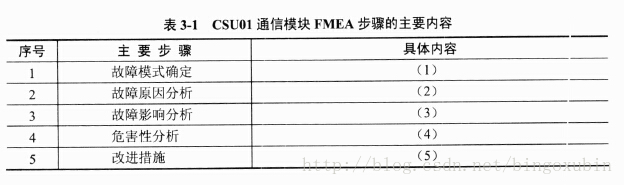 表 3-1 CSU01 通信模块 FMEA 步骤的主要内容
序号 主要步骤 具体内容
1 故障模式确定 （1）
2 故障原因分析 （2）
3 故障影响分析 （3）
4 危害性分析 （4）
5 改进措施 （5）
http://blog.csdn.net/bingoxubin